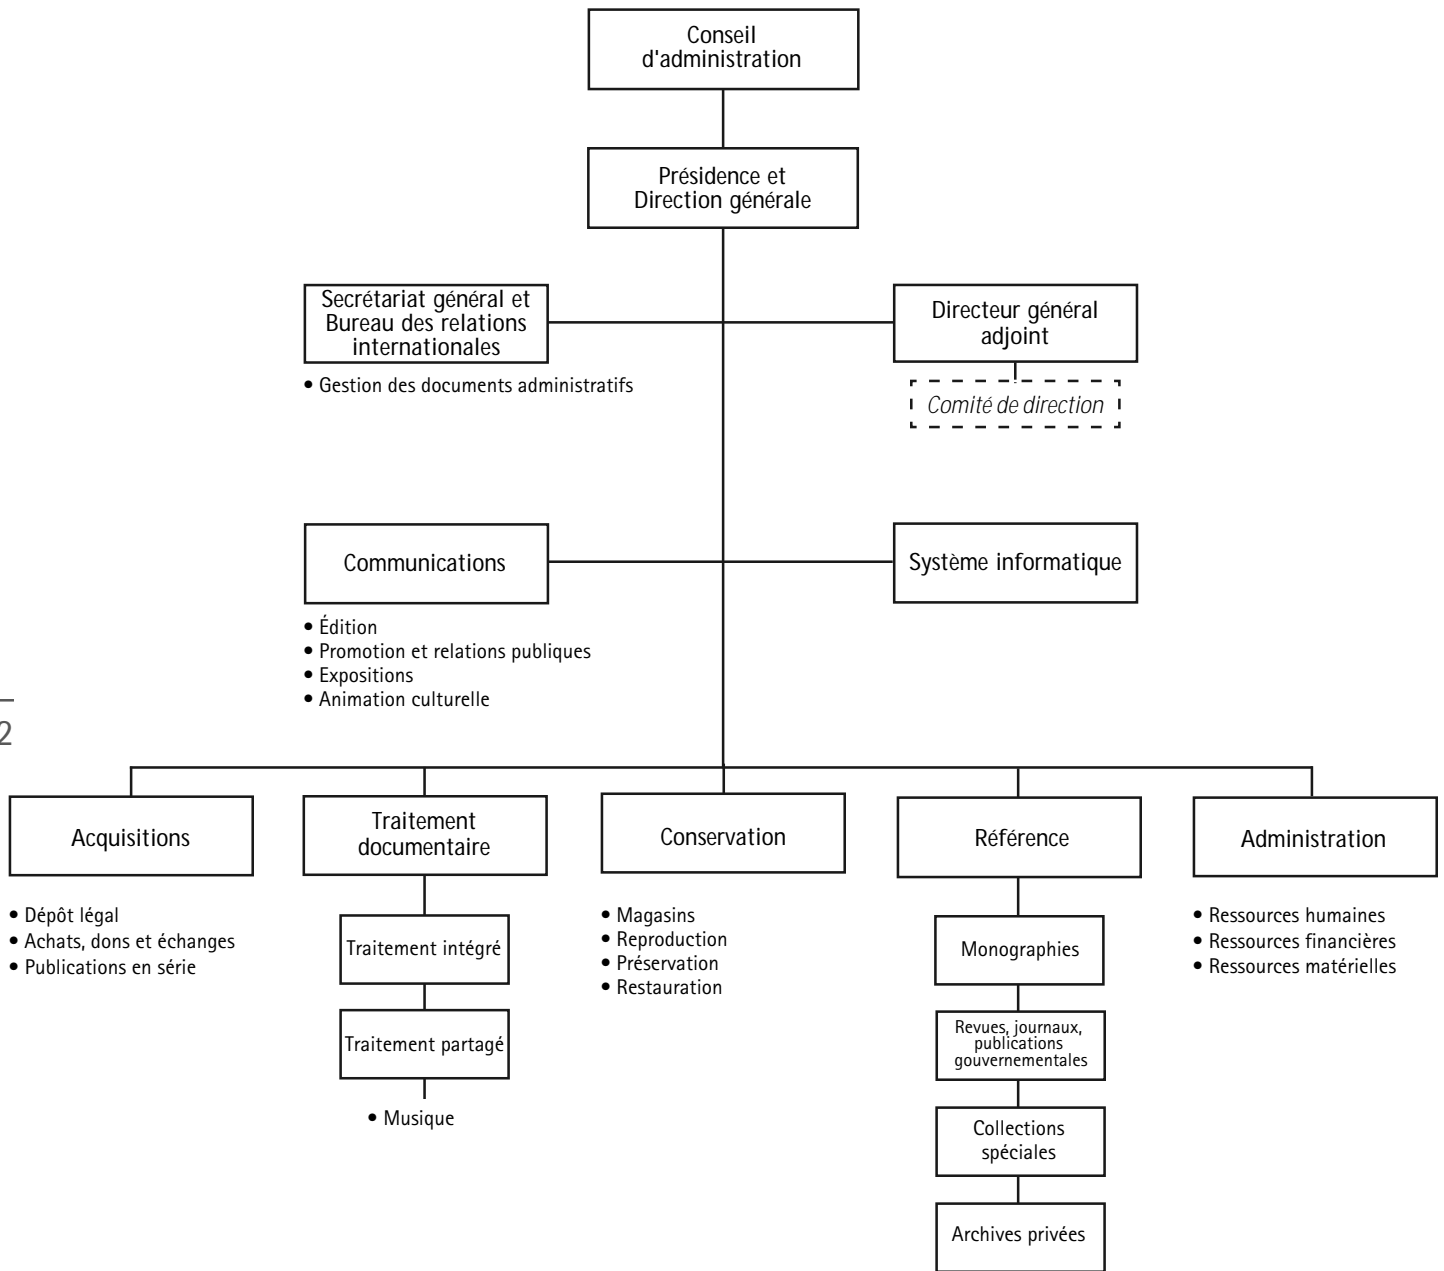 Conseil
d'administration
Présidence et
Direction générale
Secrétariat général et
Bureau des relations
internationales
• Gestion des documents administratifs
Directeur général
adjoint
Comité de direction
Communications
• Édition
• Promotion et relations publiques
• Expositions
• Animation culturelle
Système informatique
2
Acquisitions
• Dépôt légal
• Achats, dons et échanges
• Publications en série
Traitement
documentaire
Traitement intégré
Traitement partagé
• Musique
Conservation
• Magasins
• Reproduction
• Préservation
• Restauration
Référence
Monographies
Revues, journaux,
publications
gouvernementales
Collections
spéciales
Archives privées
Administration
• Ressources humaines
• Ressources financières
• Ressources matérielles